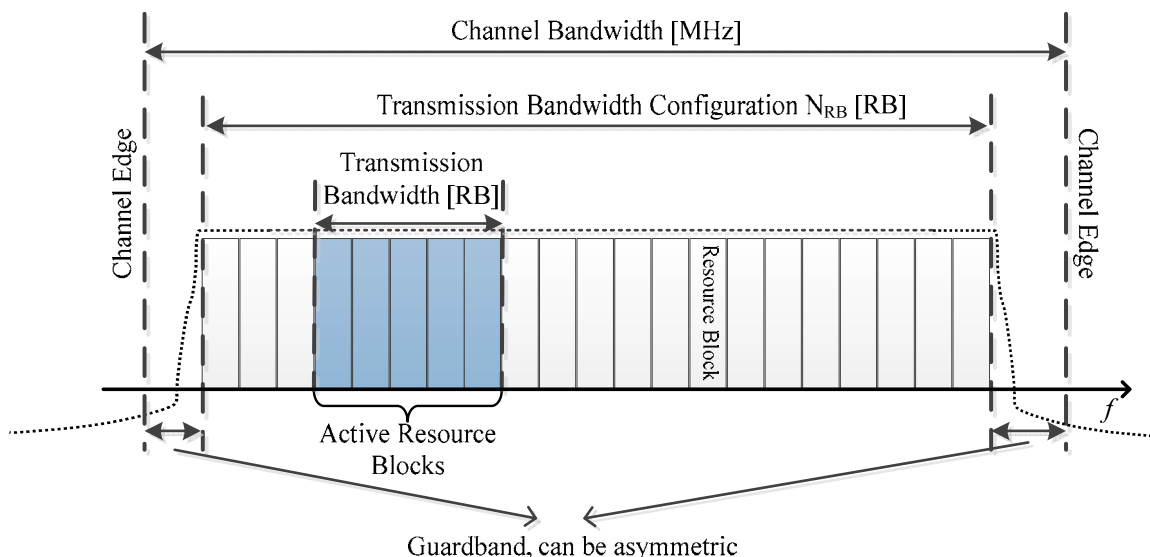 Channel Bandwidth [MHz]
Transmission Bandwidth Configuration NRB [RB]
Channel Edge
Transmission
Bandwidth [RB]
Channel Edge
Resource Block
f
Active Resource
Blocks
Guardband, can be asymmetric